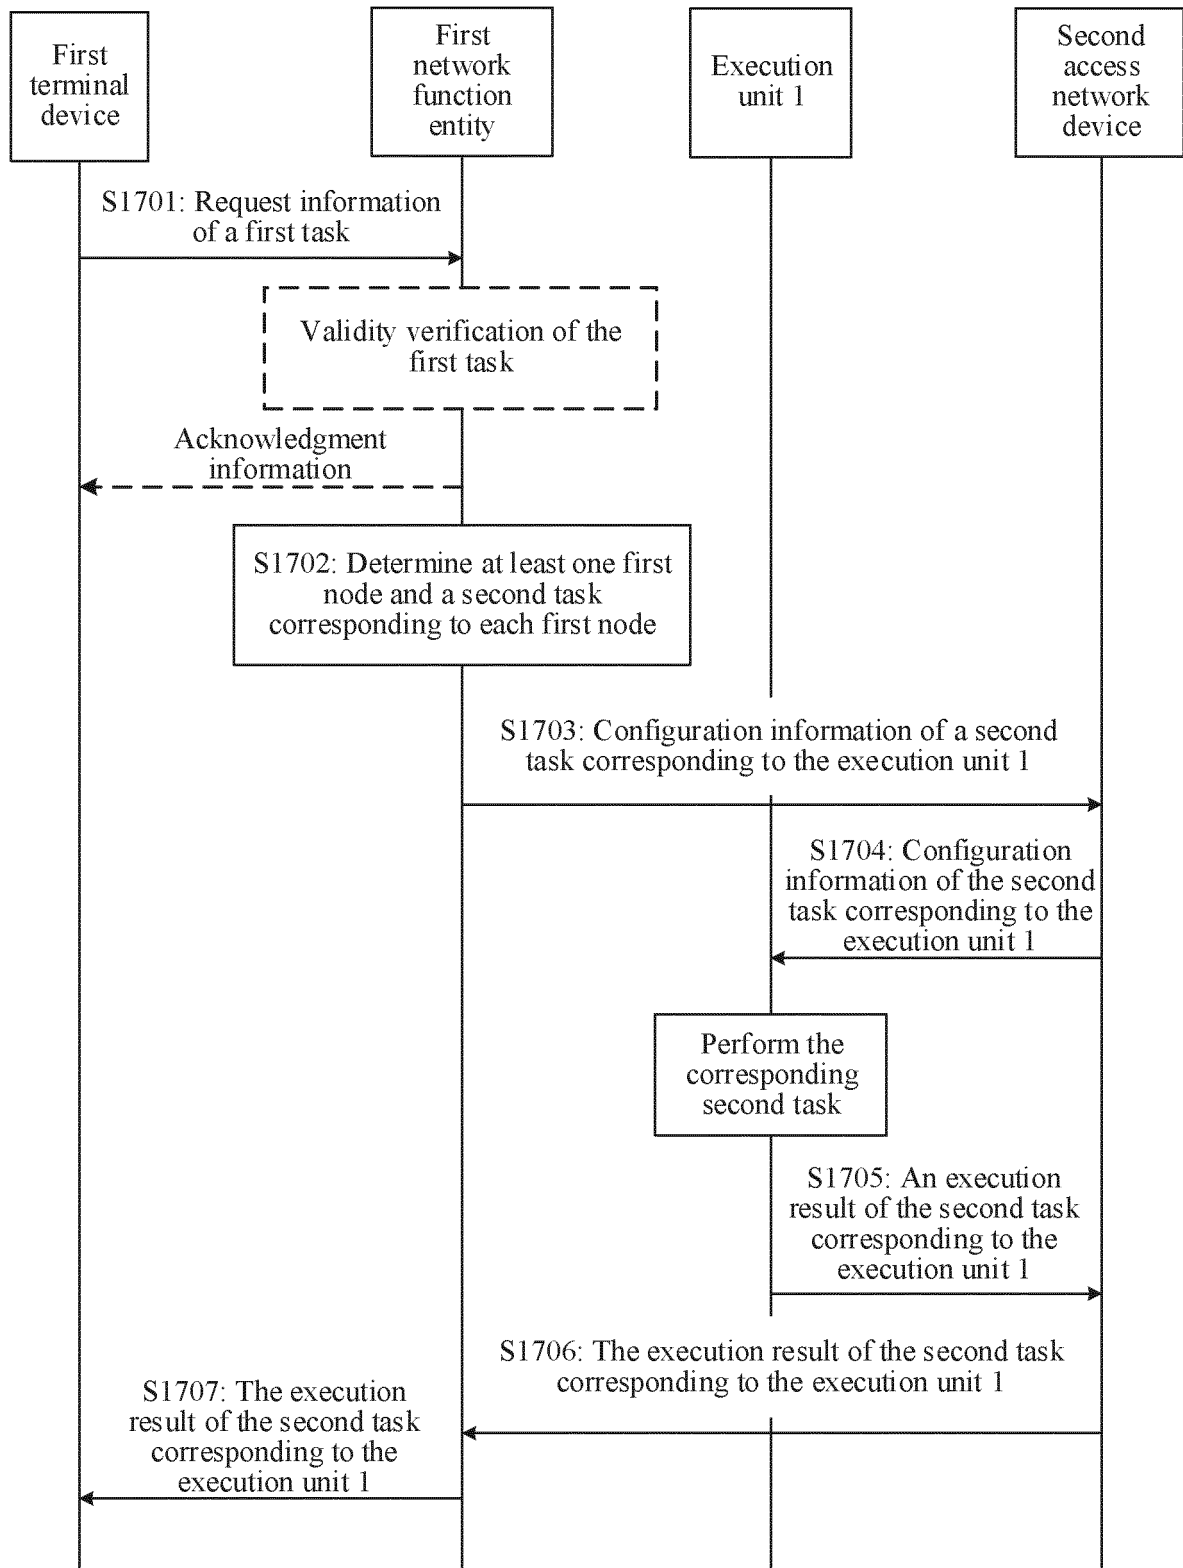 First
terminal
device
First
network
function
entity
Execution
unit 1
Second
access
network
device
S1701: Request information
of a first task
Validity verification of the
first task
Acknowledgment
information
S1702: Determine at least one first
node and a second task
corresponding to each first node
S1703: Configuration information of a second
task corresponding to the execution unit 1
S1704: Configuration
information of the second
task corresponding to the
execution unit 1
Perform the
corresponding
second task
S1705: An execution
result of the second task
corresponding to the
execution unit 1
S1706: The execution result of the second task
corresponding to the execution unit 1
S1707: The execution
result of the second task
corresponding to the
execution unit 1